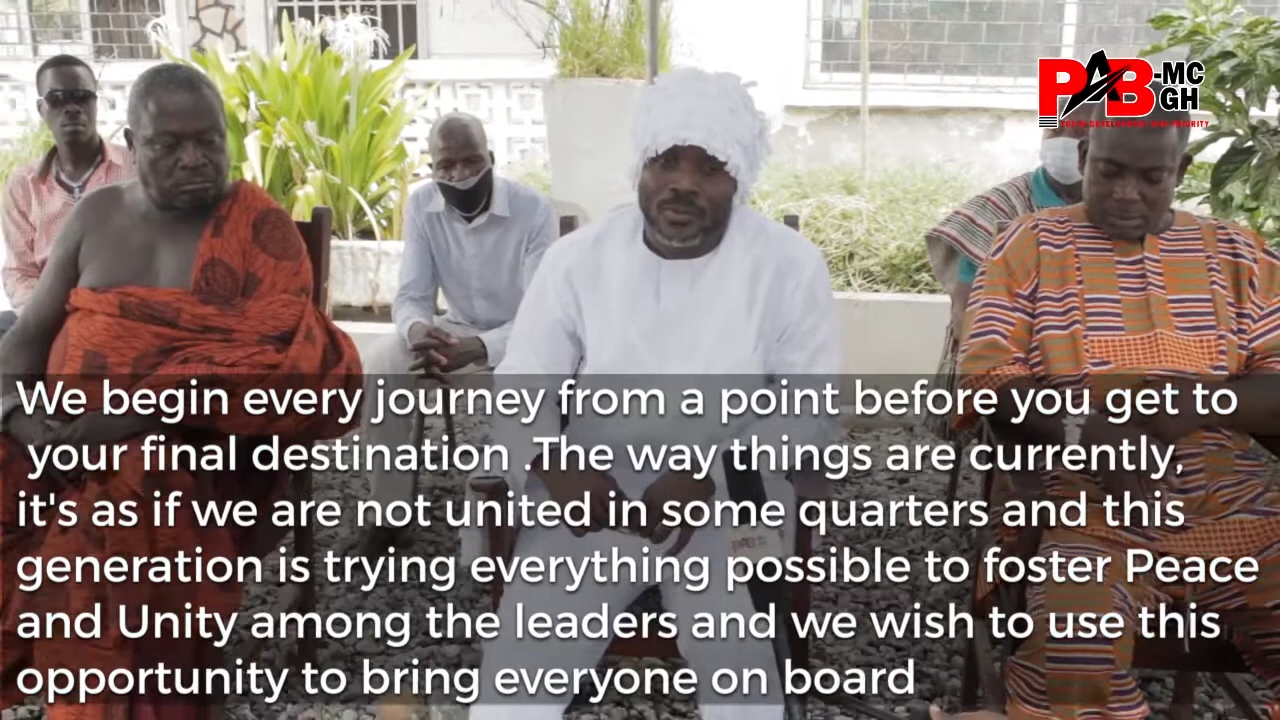 PAB-MC
GH
We begin every journey from a point before you get to
your final destination .The way things are currently,
it's as if we are not united in some quarters and this
generation is trying everything possible to foster Peace
and Unity among the leaders and we wish to use this
opportunity to bring everyone on board